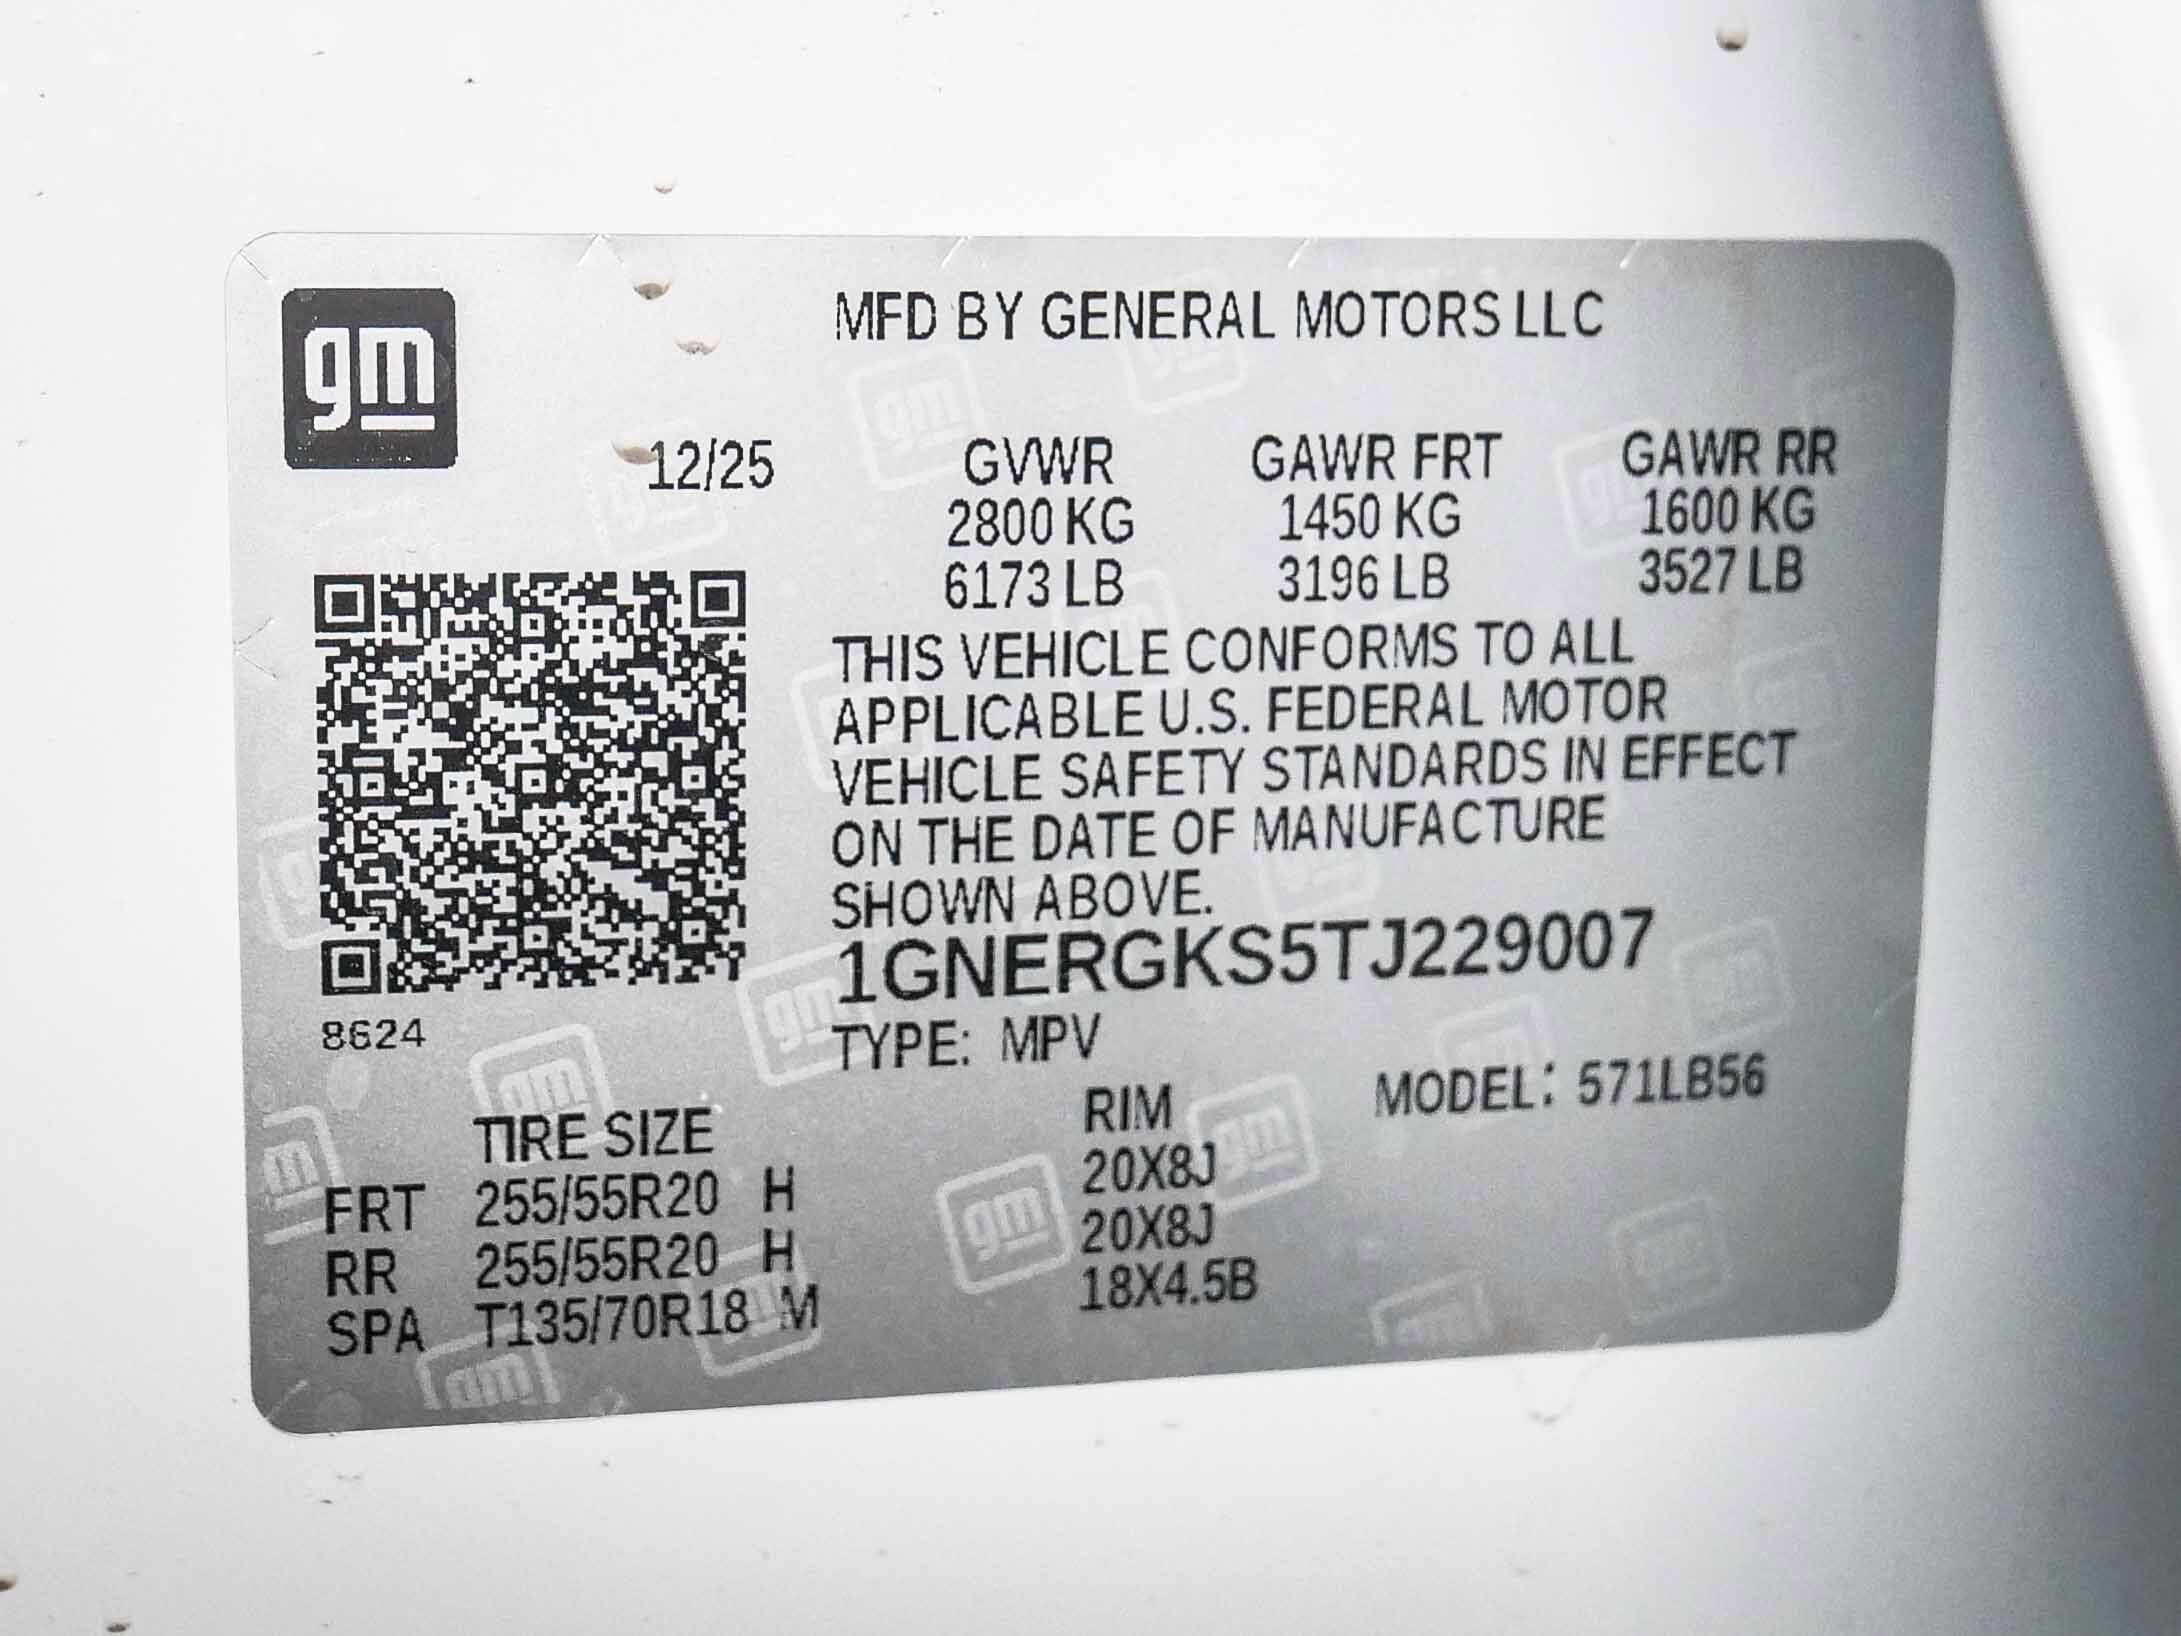 gm
MFD BY GENERAL MOTORS LLC
12/25
GVWR GAWR FRT GAWR RR
2800 KG 1450 KG 1600 KG
6173 LB 3196 LB 3527 LB
THIS VEHICLE CONFORMS TO ALL
APPLICABLE U.S. FEDERAL MOTOR
VEHICLE SAFETY STANDARDS IN EFFECT
ON THE DATE OF MANUFACTURE
SHOWN ABOVE.
1GNERGKS5TJ229007
8624
TYPE: MPV
MODEL: 571LB56
TIRE SIZE RIM
FRT 255/55R20 H 20X8J
RR 255/55R20 H 20X8J
SPA T135/70R18 M 18X4.5B